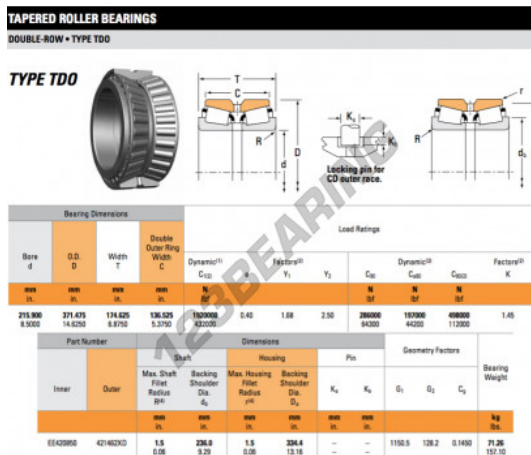 TAPERED ROLLER BEARINGS
DOUBLE-ROW • TYPE TDO
TYPE TDO
T
C
R
d
D
Kₐ
K_b
Locking pin for
CD outer race.
r
R
dₐ
123BEARING
Bearing Dimensions
Load Ratings
Bore
d
O.D.
D
Width
T
Double
Outer Ring
Width
C
Dynamic(1)
C1(2)
Factors(2)
e
Y1
Y2
Dynamic(3)
C90
Ca90
C90(2)
Factors(2)
K
mm mm mm mm N N N N
in. in. in. in. lbf lbf lbf lbf
215.900 371.475 174.625 136.525 1920000 0.40 1.68 2.50 286000 197000 498000 1.45
8.5000 14.6250 6.8750 5.3750 432000 64300 44200 112000
Part Number
Dimensions
Geometry Factors
Bearing
Weight
Shaft
Housing
Pin
Inner
Outer
Max. Shaft
Fillet
Radius
R(4)
Backing
Shoulder
Dia.
Max. Housing
Fillet
Radius
r(4)
Backing
Shoulder
Dia.
Kₐ
K_b
G1
G2
Cg
mm mm mm mm mm mm kg
in. in. in. in. in. in. lbs.
EE420850 421462XD 1.5 236.0 1.5 334.4 – – 1150.5 128.2 0.1450 71.26
0.06 9.29 0.06 13.16 – – 157.10